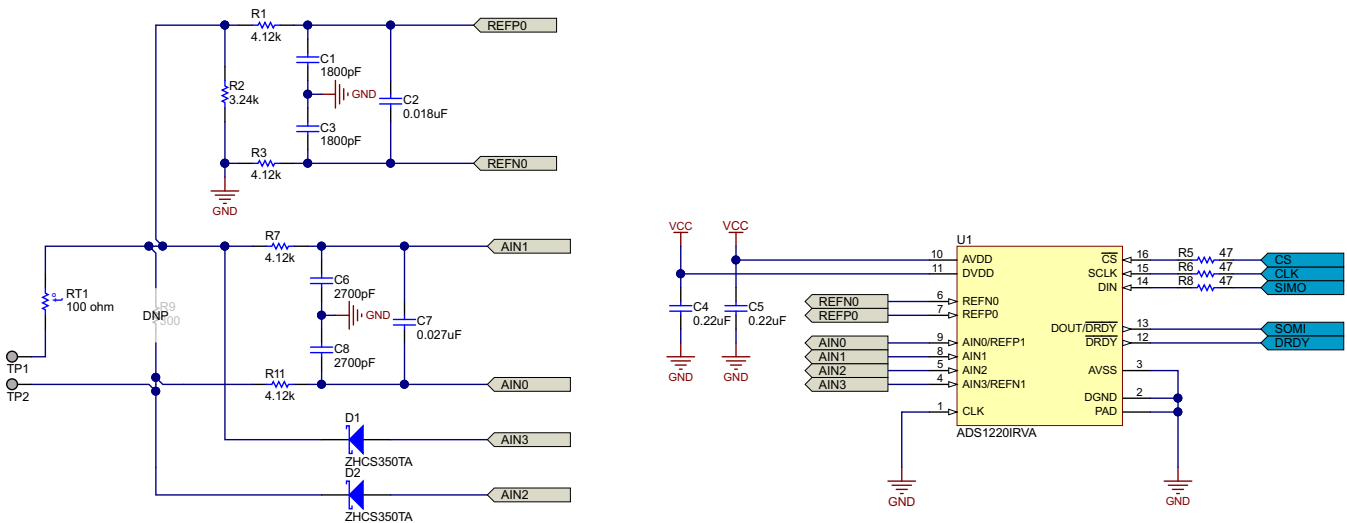 R1
4.12k
REFP0
C1
1800pF
R2
3.24k
GND
C2
0.018uF
C3
1800pF
R3
4.12k
REFN0
GND
R7
4.12k
AIN1
C6
2700pF
RT1
100 ohm
t°
R9
300
DNP
GND
C7
0.027uF
C8
2700pF
TP1
TP2
R11
4.12k
AIN0
D1
ZHCS350TA
AIN3
D2
ZHCS350TA
AIN2
VCC
VCC
C4
0.22uF
C5
0.22uF
GND
GND
REFN0
REFP0
AIN0
AIN1
AIN2
AIN3
U1
10 AVDD
11 DVDD
6 REFN0
7 REFP0
9 AIN0/REFP1
8 AIN1
5 AIN2
4 AIN3/REFN1
1 CLK
CS 16
SCLK 15
DIN 14
DOUT/DRDY 13
DRDY 12
AVSS 3
DGND 2
PAD
ADS1220IRVA
R5 47 CS
R6 47 CLK
R8 47 SIMO
SOMI
DRDY
GND
GND